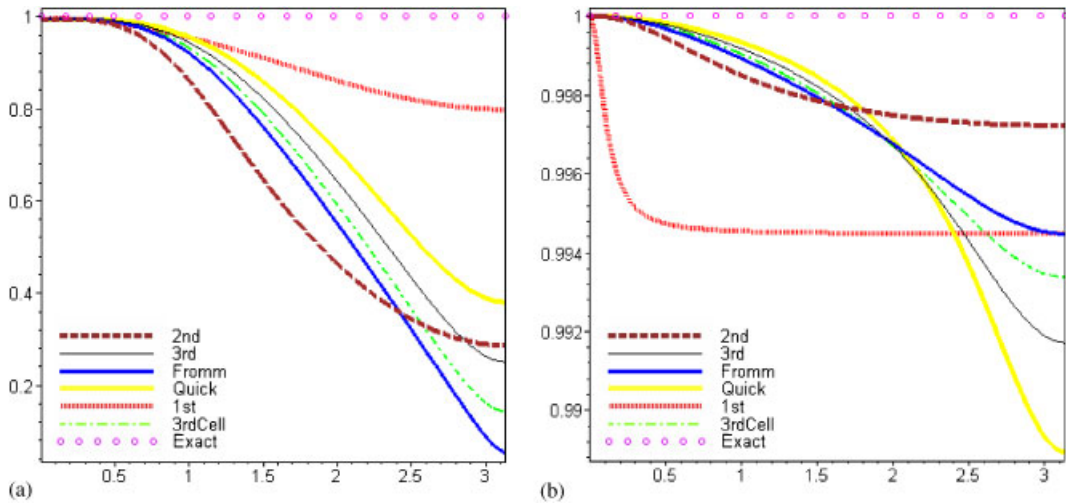 1
0.8
0.6
0.4
0.2
2nd
3rd
Fromm
Quick
1st
3rdCell
Exact
0.5
1
1.5
2
2.5
3
(a)
1
0.998
0.996
0.994
0.992
0.99
2nd
3rd
Fromm
Quick
1st
3rdCell
Exact
0.5
1
1.5
2
2.5
3
(b)